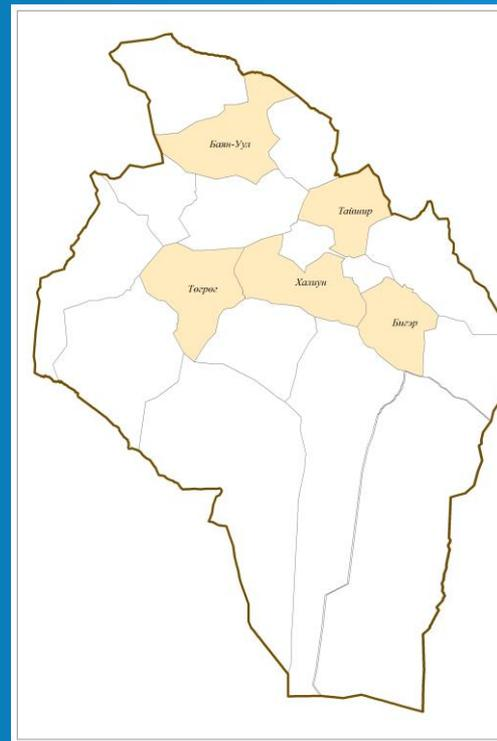 Баян-Уул
Тайшир
Төгрөг
Халиун
Бигэр